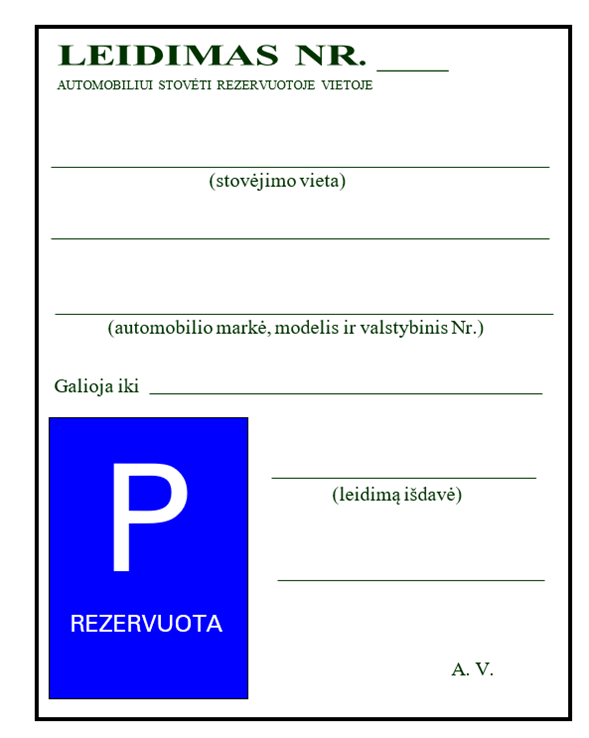 LEIDIMAS NR. ______
AUTOMOBILIUI STOVĖTI REZERVUOTOJE VIETOJE
(stovėjimo vieta)
(automobilio markė, modelis ir valstybinis Nr.)
Galioja iki
(leidimą išdavė)
P
REZERVUOTA
A. V.